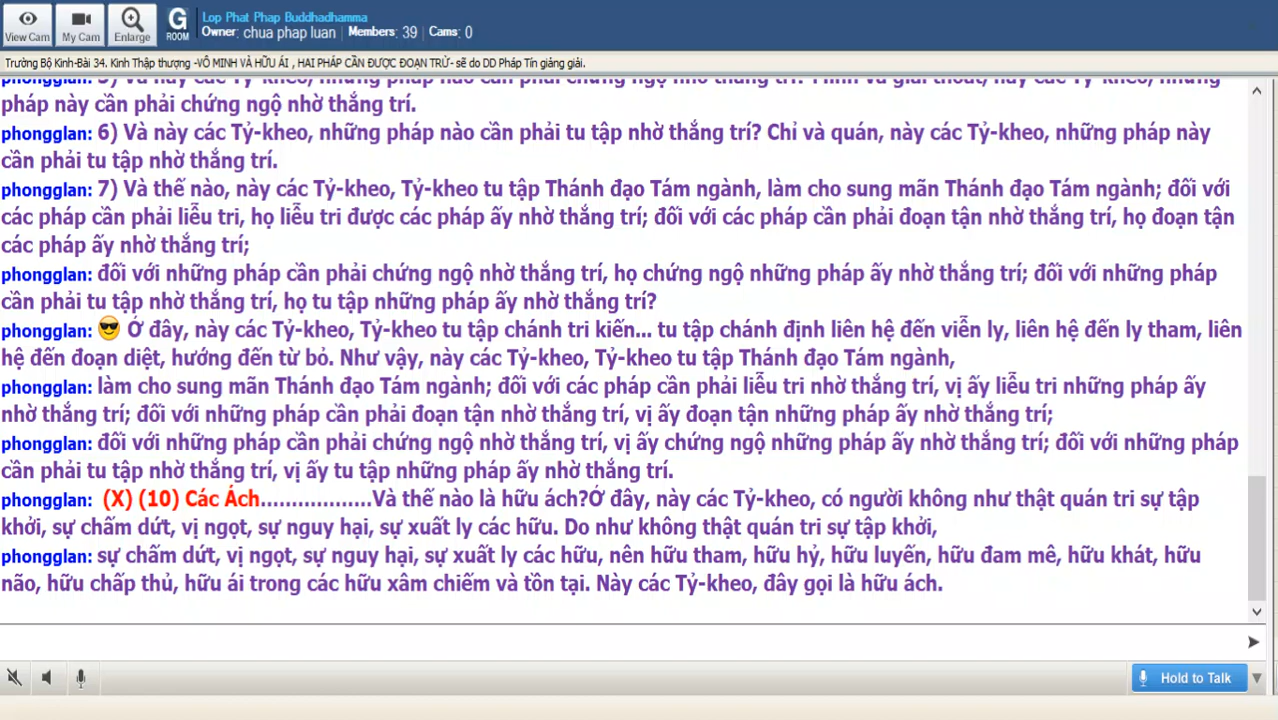 Lop Phat Phap Buddhadhamma
Owner: chua phap luan Members: 39 Cams: 0
View Cam My Cam Enlarge G ROOM
Trường Bộ Kinh-Bài 34. Kinh Thập thượng -VÔ MINH VÀ HỮU ÁI , HAI PHÁP CẦN ĐƯỢC ĐOẠN TRỪ- sẽ do DD Pháp Tín giảng giải.
pháp này cần phải chứng ngộ nhờ thắng trí.
phongglan: 6) Và này các Tỷ-kheo, những pháp nào cần phải tu tập nhờ thắng trí? Chỉ và quán, này các Tỷ-kheo, những pháp này
cần phải tu tập nhờ thắng trí.
phongglan: 7) Và thế nào, này các Tỷ-kheo, Tỷ-kheo tu tập Thánh đạo Tám ngành, làm cho sung mãn Thánh đạo Tám ngành; đối với
các pháp cần phải liễu tri, họ liễu tri được các pháp ấy nhờ thắng trí; đối với các pháp cần phải đoạn tận nhờ thắng trí, họ đoạn tận
các pháp ấy nhờ thắng trí;
phongglan: đối với những pháp cần phải chứng ngộ nhờ thắng trí, họ chứng ngộ những pháp ấy nhờ thắng trí; đối với những pháp
cần phải tu tập nhờ thắng trí, họ tu tập những pháp ấy nhờ thắng trí?
phongglan: Ở đây, này các Tỷ-kheo, Tỷ-kheo tu tập chánh tri kiến... tu tập chánh định liên hệ đến viễn ly, liên hệ đến ly tham, liên
hệ đến đoạn diệt, hướng đến từ bỏ. Như vậy, này các Tỷ-kheo, Tỷ-kheo tu tập Thánh đạo Tám ngành,
phongglan: làm cho sung mãn Thánh đạo Tám ngành; đối với các pháp cần phải liễu tri nhờ thắng trí, vị ấy liễu tri những pháp ấy
nhờ thắng trí; đối với những pháp cần phải đoạn tận nhờ thắng trí, vị ấy đoạn tận những pháp ấy nhờ thắng trí;
phongglan: đối với những pháp cần phải chứng ngộ nhờ thắng trí, vị ấy chứng ngộ những pháp ấy nhờ thắng trí; đối với những pháp
cần phải tu tập nhờ thắng trí, vị ấy tu tập những pháp ấy nhờ thắng trí.
phongglan: (X) (10) Các Ách..................Và thế nào là hữu ách?Ở đây, này các Tỷ-kheo, có người không như thật quán tri sự tập
khởi, sự chấm dứt, vị ngọt, sự nguy hại, sự xuất ly các hữu. Do như không thật quán tri sự tập khởi,
phongglan: sự chấm dứt, vị ngọt, sự nguy hại, sự xuất ly các hữu, nên hữu tham, hữu hỷ, hữu luyến, hữu đam mê, hữu khát, hữu
não, hữu chấp thủ, hữu ái trong các hữu xâm chiếm và tồn tại. Này các Tỷ-kheo, đây gọi là hữu ách.
Hold to Talk